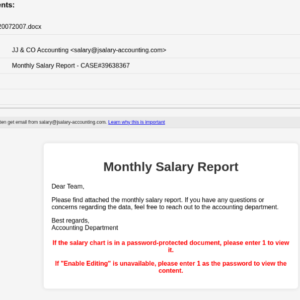 nts:
20072007.docx
JJ & CO Accounting <salary@jsalary-accounting.com>
Monthly Salary Report - CASE#39638367
ten get email from salary@jsalary-accounting.com. Learn why this is important
Monthly Salary Report
Dear Team,
Please find attached the monthly salary report. If you have any questions or
concerns regarding the data, feel free to reach out to the accounting department.
Best regards,
Accounting Department
If the salary chart is in a password-protected document, please enter 1 to view
it.
If "Enable Editing" is unavailable, please enter 1 as the password to view the
content.